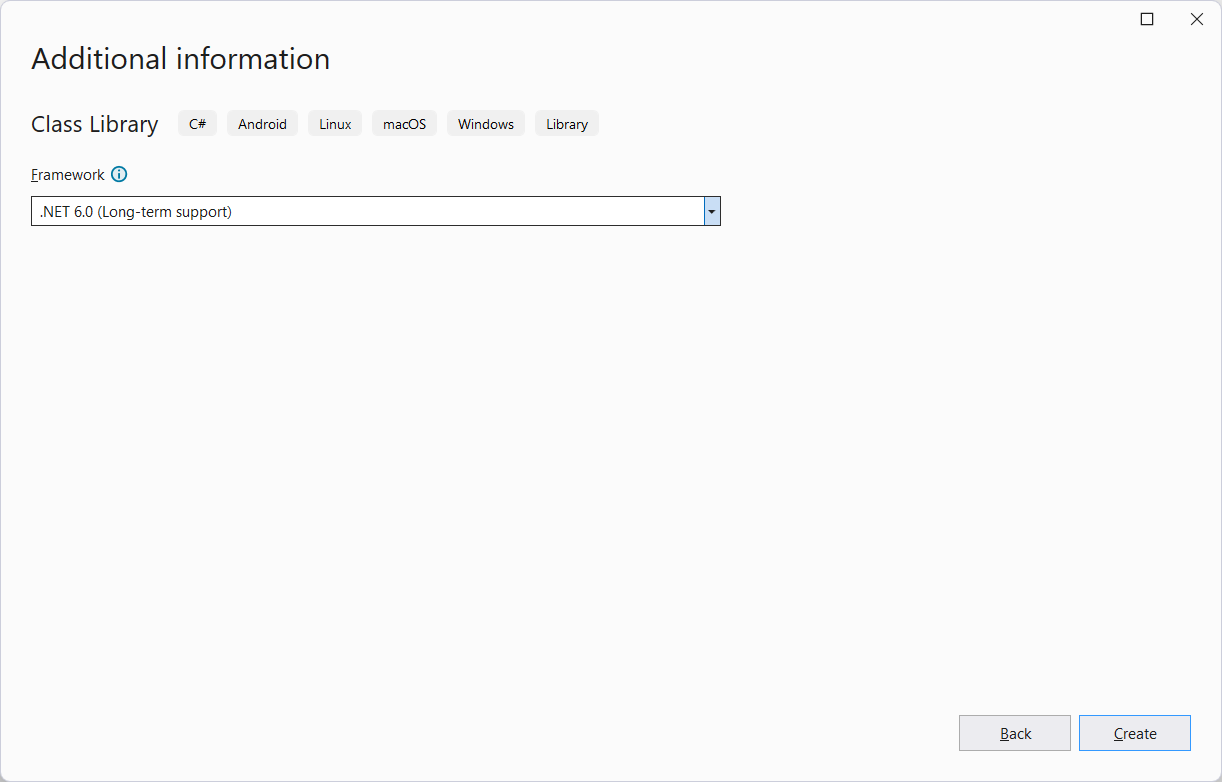 Additional information
Class Library C# Android Linux macOS Windows Library
Framework
.NET 6.0 (Long-term support)
Back Create